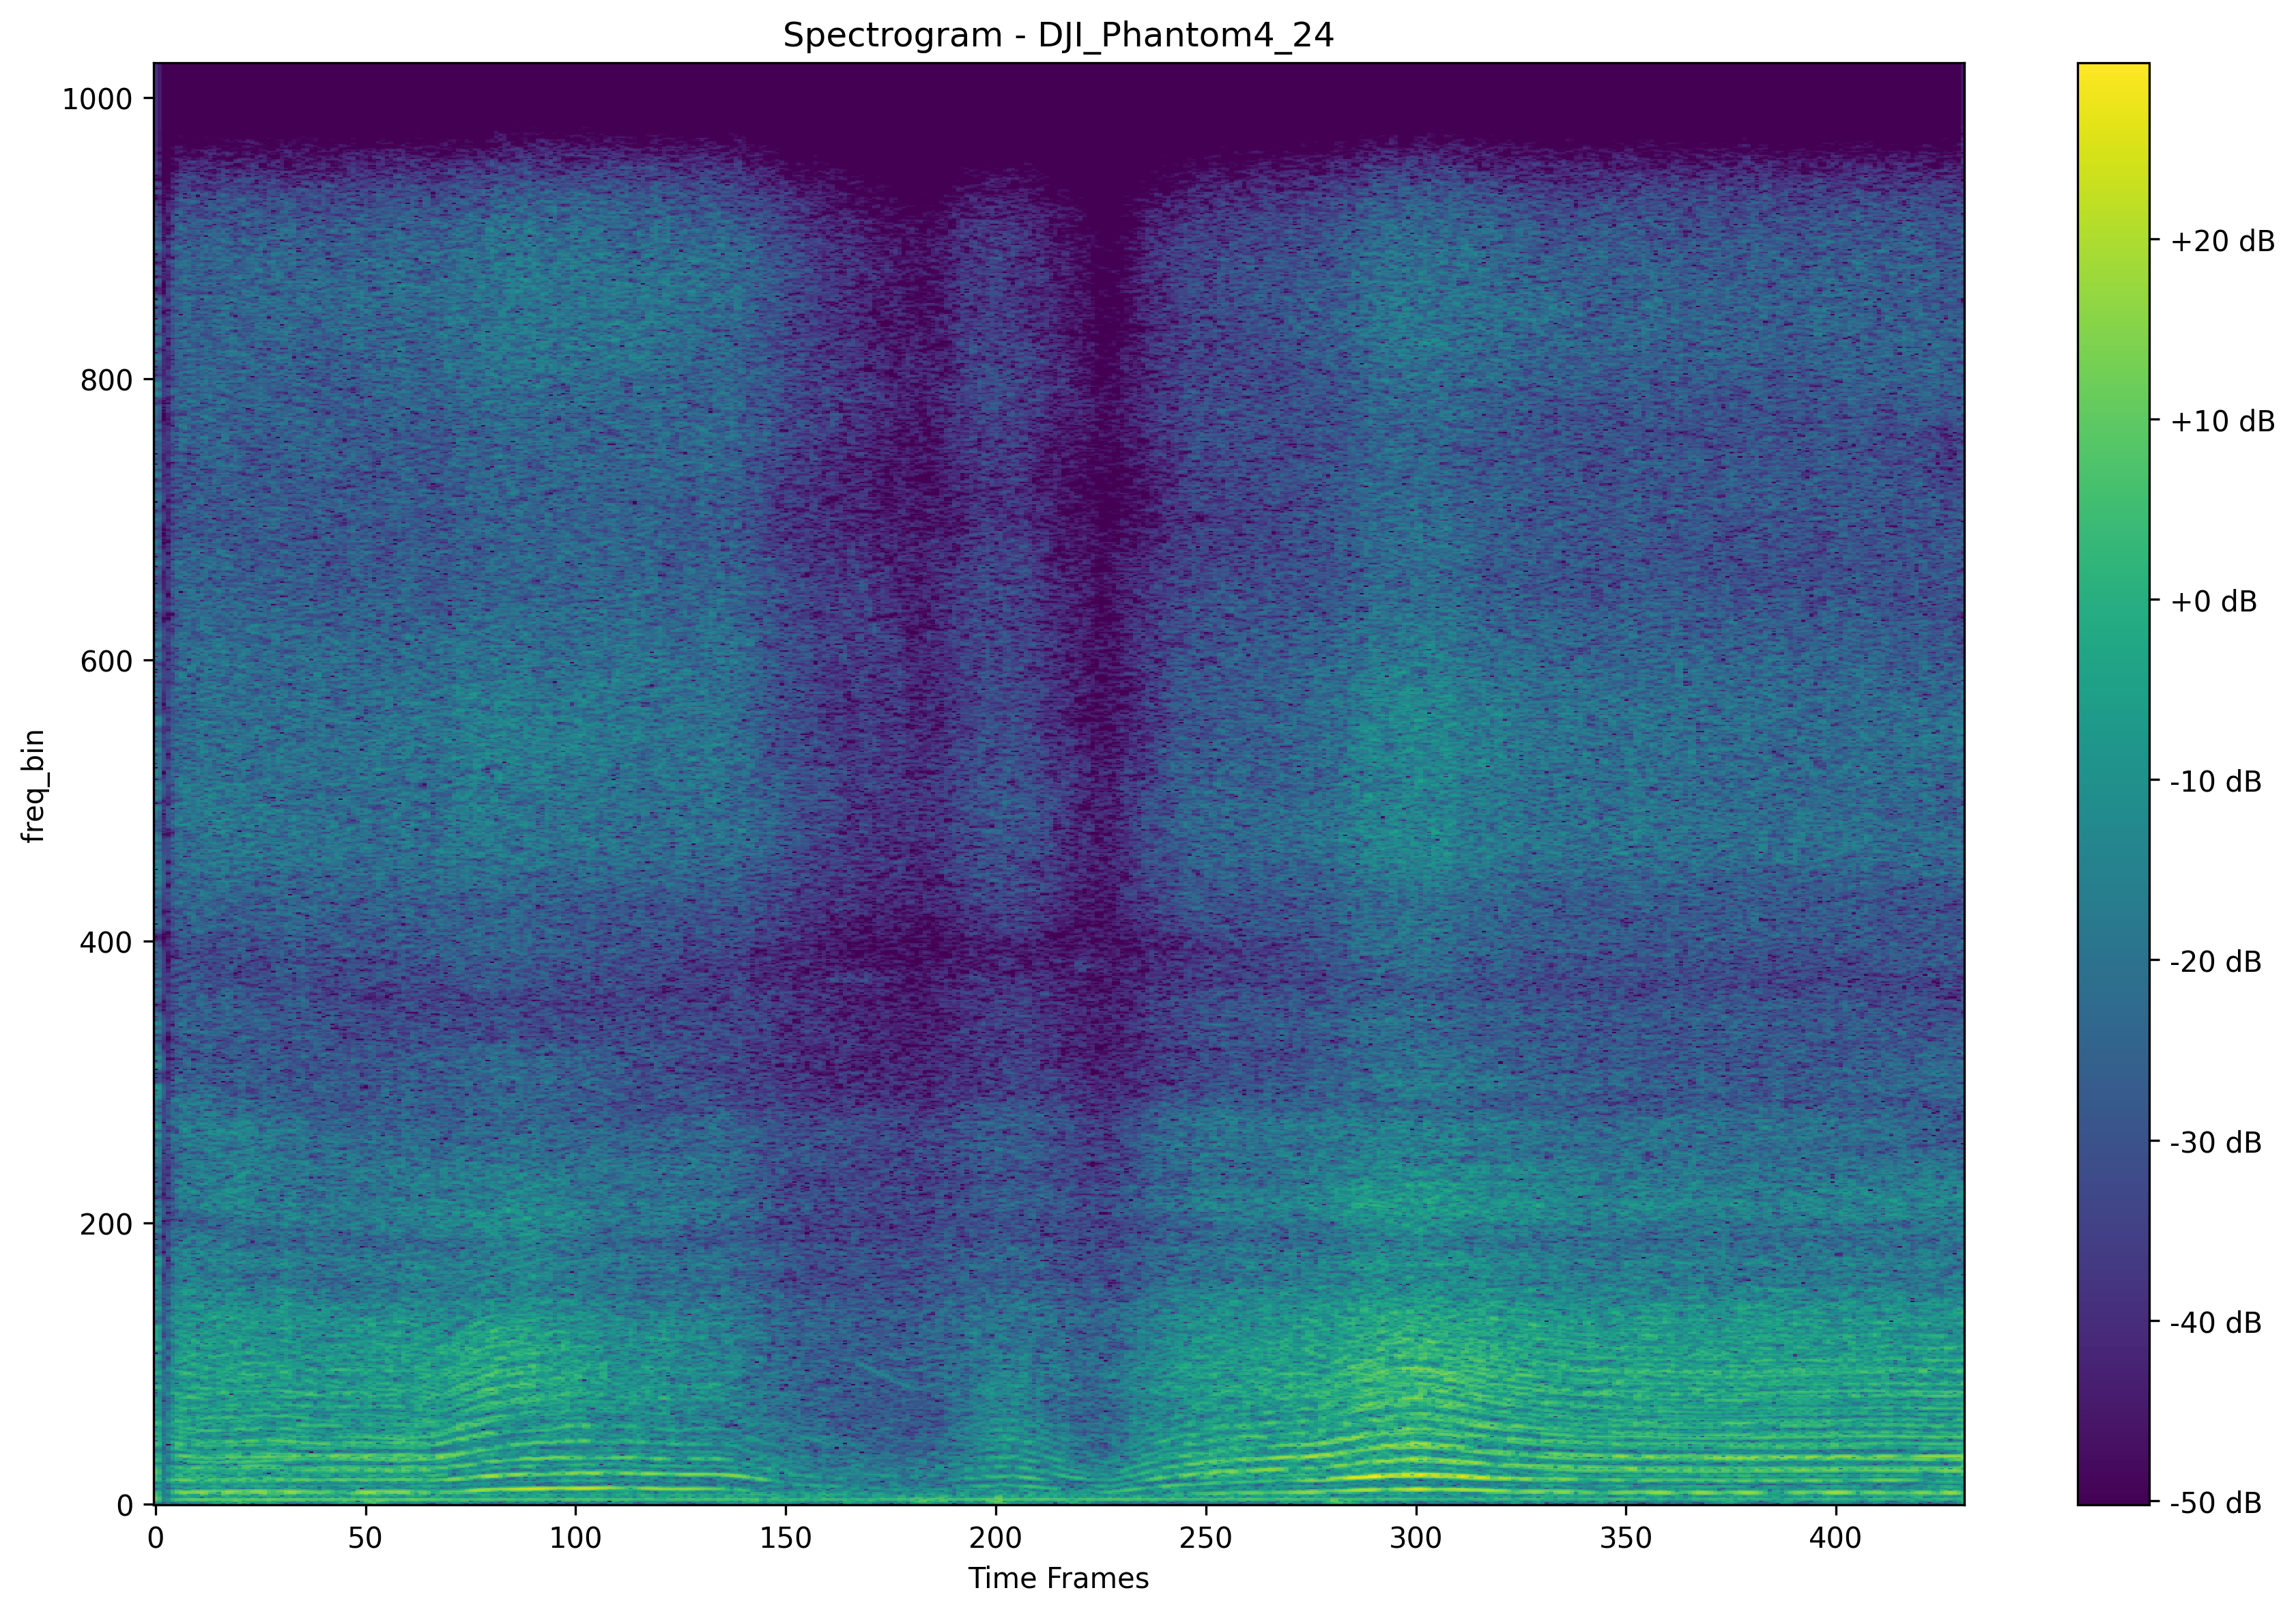 Spectrogram - DJI_Phantom4_24
1000
800
600
400
200
0
freq_bin
0 50 100 150 200 250 300 350 400
Time Frames
+20 dB
+10 dB
+0 dB
-10 dB
-20 dB
-30 dB
-40 dB
-50 dB